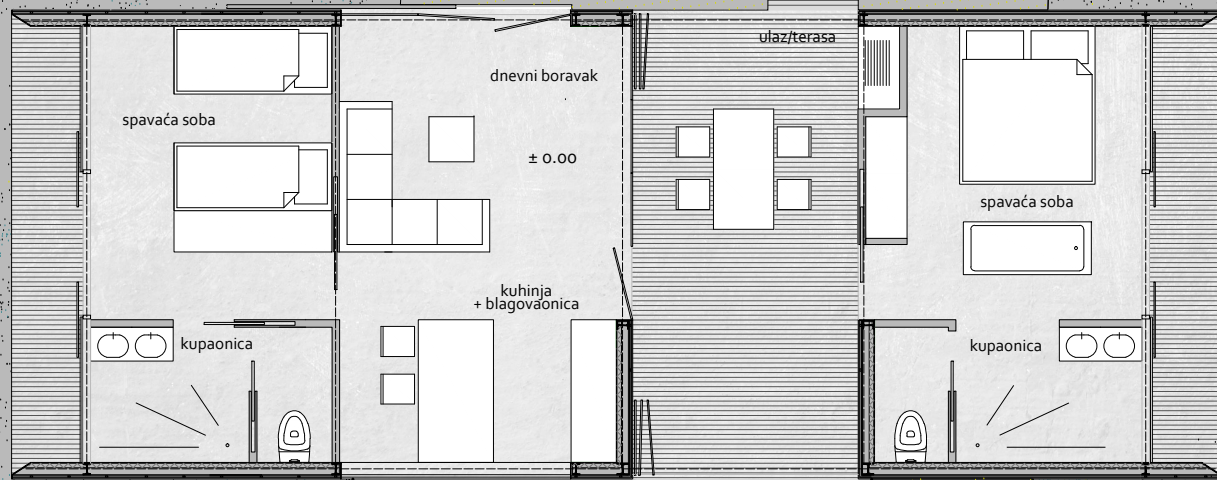 ulaz/terasa
dnevni boravak
spavaća soba
± 0.00
spavaća soba
kuhinja
+ blagovaonica
kupaonica
kupaonica